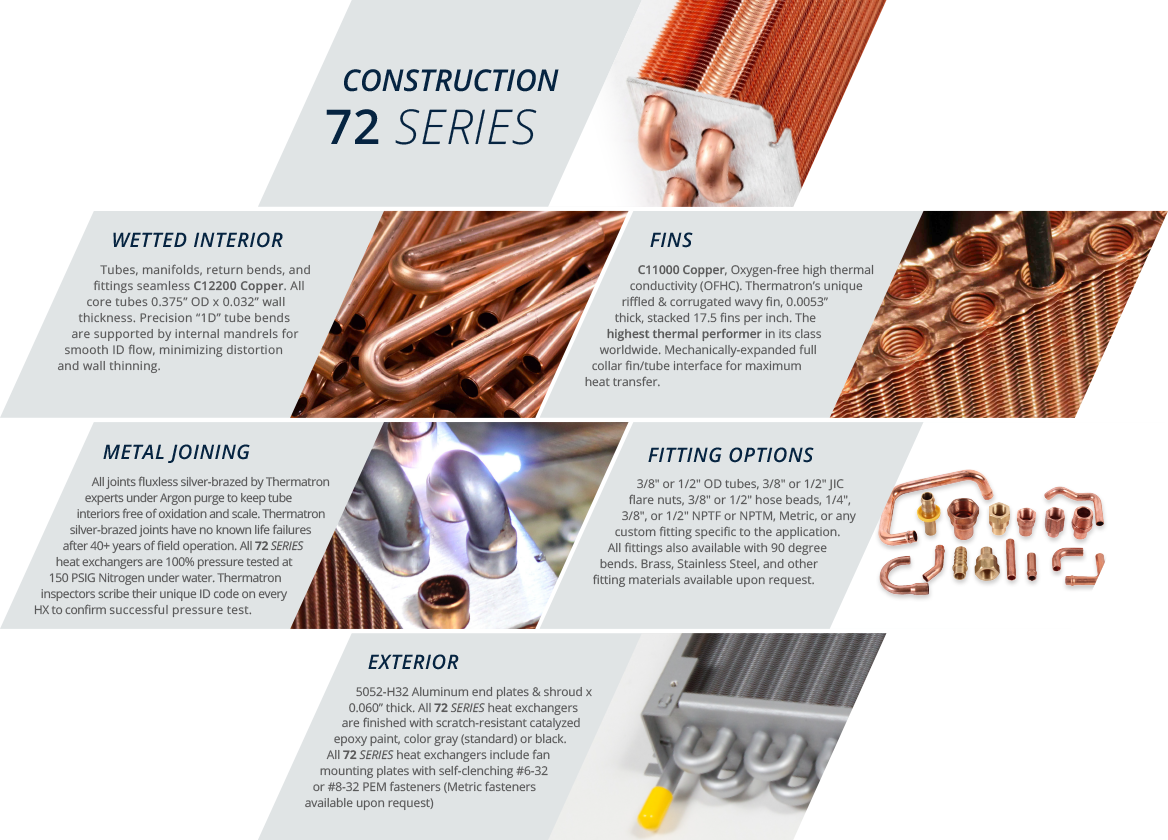 CONSTRUCTION
72 SERIES
WETTED INTERIOR
Tubes, manifolds, return bends, and
fittings seamless C12200 Copper. All
core tubes 0.375” OD x 0.032” wall
thickness. Precision “1D” tube bends
are supported by internal mandrels for
smooth ID flow, minimizing distortion
and wall thinning.
FINS
C11000 Copper, Oxygen-free high thermal
conductivity (OFHC). Thermatron’s unique
riffled & corrugated wavy fin, 0.0053”
thick, stacked 17.5 fins per inch. The
highest thermal performer in its class
worldwide. Mechanically-expanded full
collar fin/tube interface for maximum
heat transfer.
METAL JOINING
All joints fluxless silver-brazed by Thermatron
experts under Argon purge to keep tube
interiors free of oxidation and scale. Thermatron
silver-brazed joints have no known life failures
after 40+ years of field operation. All 72 SERIES
heat exchangers are 100% pressure tested at
150 PSIG Nitrogen under water. Thermatron
inspectors scribe their unique ID code on every
HX to confirm successful pressure test.
FITTING OPTIONS
3/8" or 1/2" OD tubes, 3/8" or 1/2" JIC
flare nuts, 3/8" or 1/2" hose beads, 1/4",
3/8", or 1/2" NPTF or NPTM, Metric, or any
custom fitting specific to the application.
All fittings also available with 90 degree
bends. Brass, Stainless Steel, and other
fitting materials available upon request.
EXTERIOR
5052-H32 Aluminum end plates & shroud x
0.060” thick. All 72 SERIES heat exchangers
are finished with scratch-resistant catalyzed
epoxy paint, color gray (standard) or black.
All 72 SERIES heat exchangers include fan
mounting plates with self-clenching #6-32
or #8-32 PEM fasteners (Metric fasteners
available upon request)